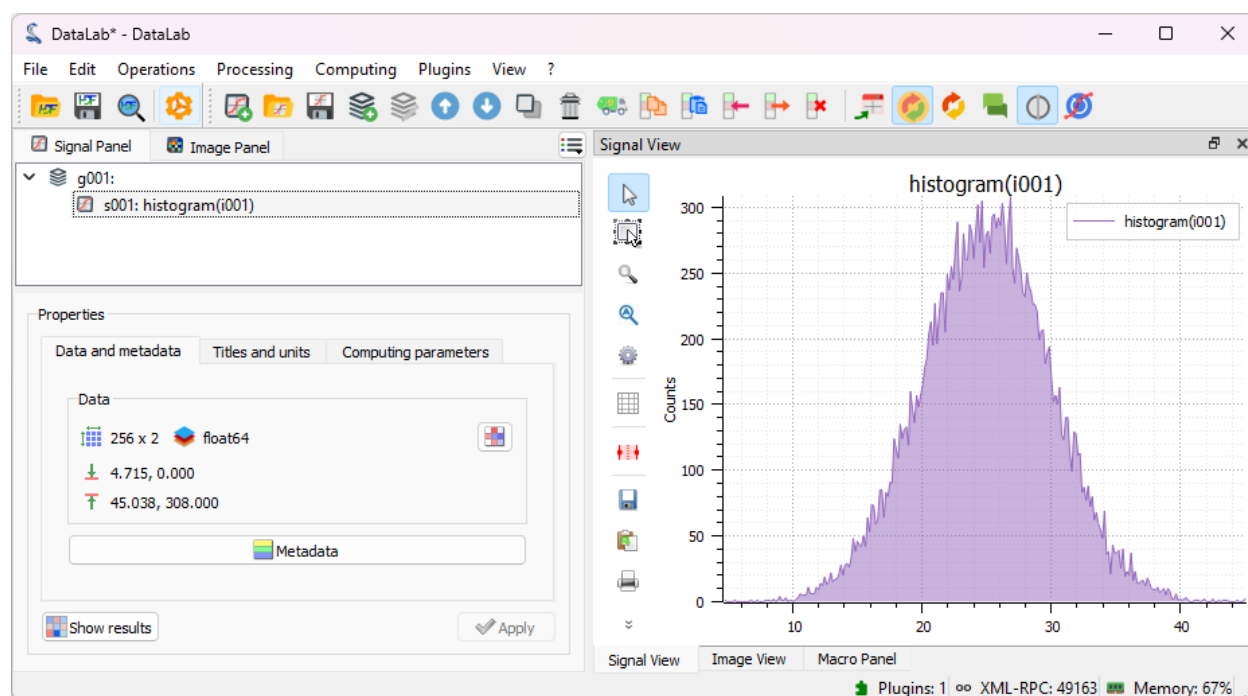 DataLab* - DataLab
File Edit Operations Processing Computing Plugins View ?
Signal Panel Image Panel
g001:
s001: histogram(i001)
Properties
Data and metadata Titles and units Computing parameters
Data
256 x 2 float64
4.715, 0.000
45.038, 308.000
Metadata
Show results Apply
Signal View
histogram(i001)
histogram(i001)
Counts
300
250
200
150
100
50
0
10 20 30 40
Signal View Image View Macro Panel
Plugins: 1 XML-RPC: 49163 Memory: 67%